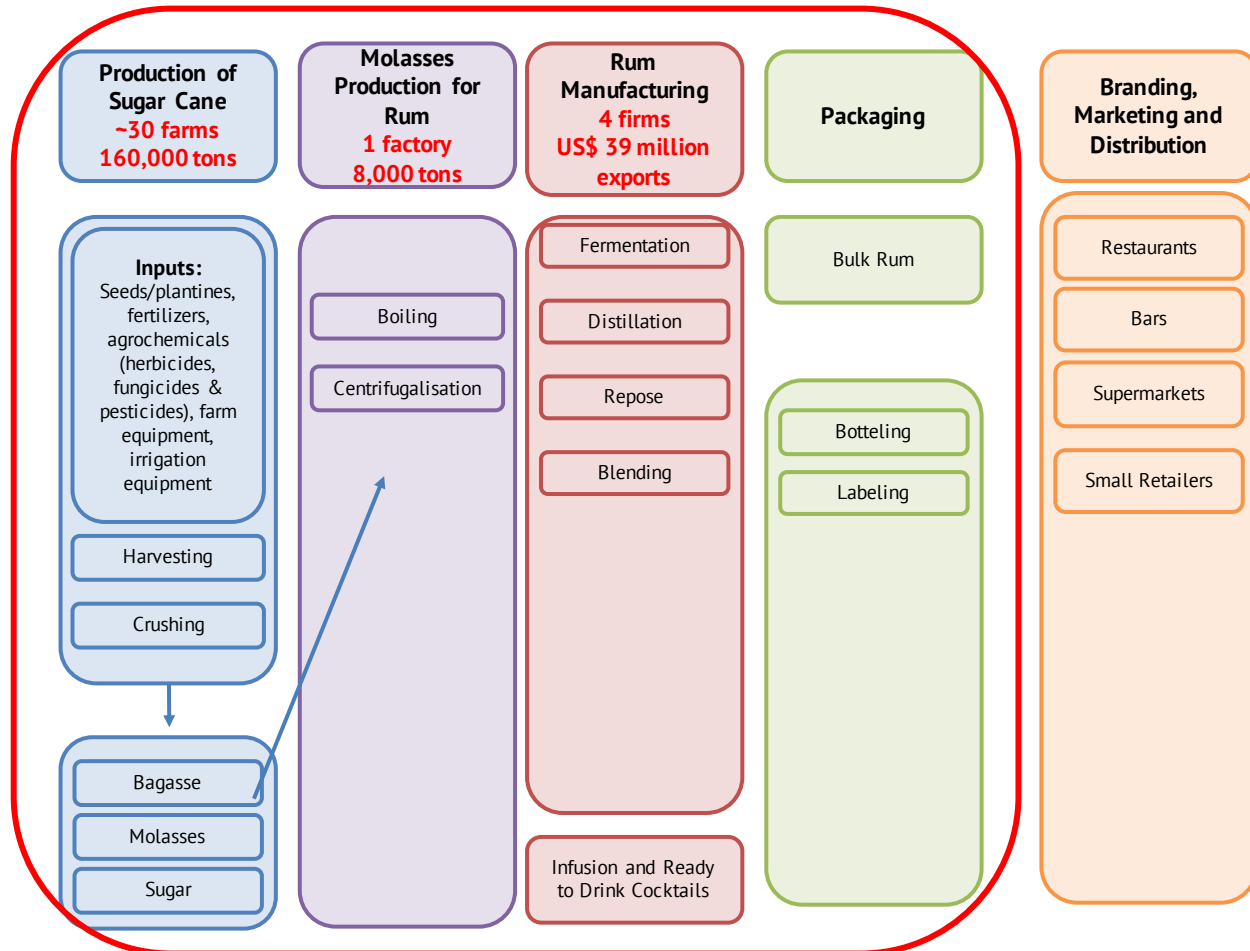 Production of
Sugar Cane
~30 farms
160,000 tons
Molasses
Production for
Rum
1 factory
8,000 tons
Rum
Manufacturing
4 firms
US$ 39 million
exports
Packaging
Branding,
Marketing and
Distribution
Inputs:
Seeds/plantines,
fertilizers,
agrochemicals
(herbicides,
fungicides &
pesticides), farm
equipment,
irrigation
equipment
Harvesting
Crushing
Bagasse
Molasses
Sugar
Boiling
Centrifugalisation
Fermentation
Distillation
Repose
Blending
Infusion and Ready
to Drink Cocktails
Bulk Rum
Botteling
Labeling
Restaurants
Bars
Supermarkets
Small Retailers